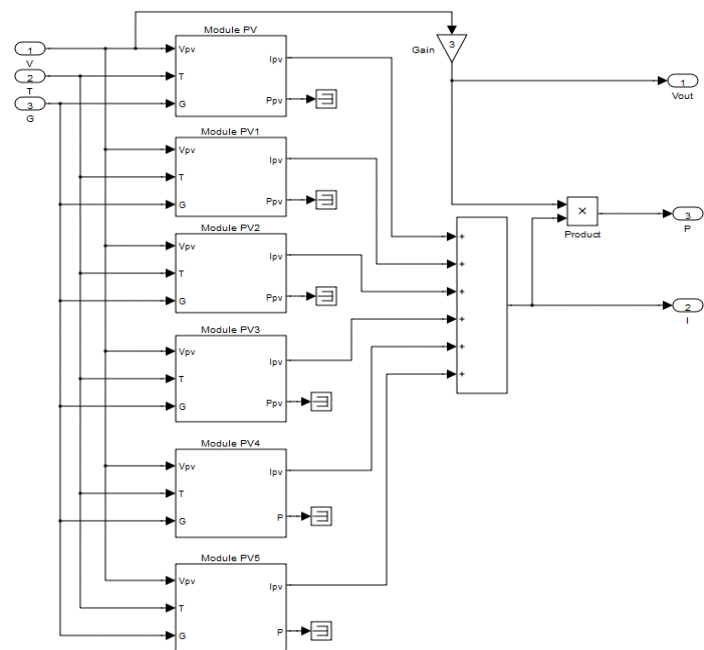 Module PV
1
V
2
T
3
G
Vpv
T
G
Ipv
Ppv
Gain
3
1
Vout
Module PV1
Vpv
T
G
Ipv
Ppv
×
Product
3
P
Module PV2
Vpv
T
G
Ipv
Ppv
+
+
+
+
+
+
2
I
Module PV3
Vpv
T
G
Ipv
Ppv
Module PV4
Vpv
T
G
Ipv
P
Module PV5
Vpv
T
G
Ipv
P